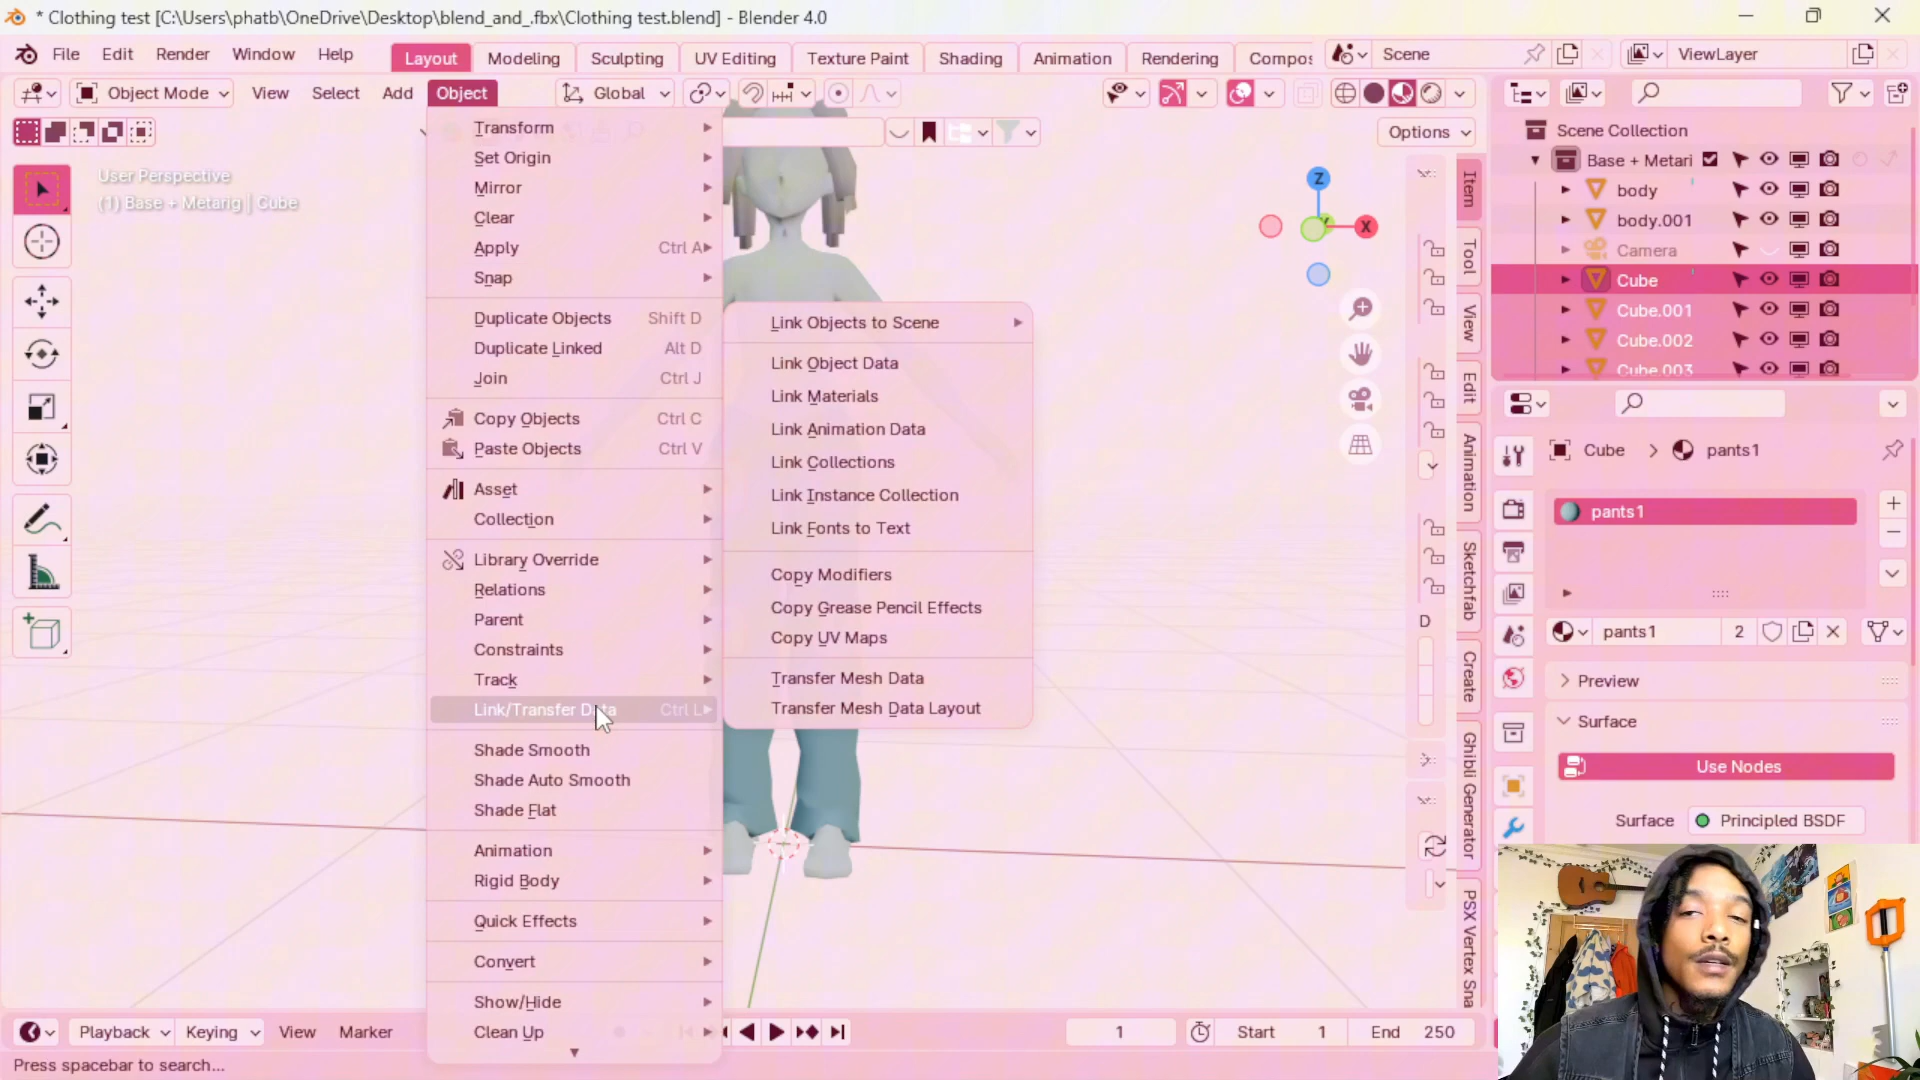 * Clothing test [C:\Users\phatb\OneDrive\Desktop\blend_and_.fbx\Clothing test.blend] - Blender 4.0
File Edit Render Window Help Layout Modeling Sculpting UV Editing Texture Paint Shading Animation Rendering Compos Scene ViewLayer
Object Mode View Select Add Object Global
Options
User Perspective
(1) Base + Metarig | Cube
Transform
Set Origin
Mirror
Clear
Apply Ctrl A
Snap
Duplicate Objects Shift D
Duplicate Linked Alt D
Join Ctrl J
Copy Objects Ctrl C
Paste Objects Ctrl V
Asset
Collection
Library Override
Relations
Parent
Constraints
Track
Link/Transfer Data Ctrl L
Shade Smooth
Shade Auto Smooth
Shade Flat
Animation
Rigid Body
Quick Effects
Convert
Show/Hide
Clean Up
Link Objects to Scene
Link Object Data
Link Materials
Link Animation Data
Link Collections
Link Instance Collection
Link Fonts to Text
Copy Modifiers
Copy Grease Pencil Effects
Copy UV Maps
Transfer Mesh Data
Transfer Mesh Data Layout
Z
Y
X
D
Item
Tool
View
Edit
Animation
Sketchfab
Create
Ghibli Generator
PSX Vertex Sna
Scene Collection
Base + Metari
body
body.001
Camera
Cube
Cube.001
Cube.002
Cube.003
Cube > pants1
pants1
pants1 2
Preview
Surface
Use Nodes
Surface Principled BSDF
Playback Keying View Marker 1 Start 1 End 250
Press spacebar to search...